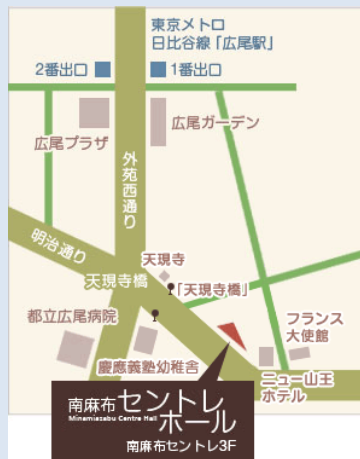 東京メトロ
日比谷線「広尾駅」
2番出口
1番出口
広尾プラザ
広尾ガーデン
外苑西通り
明治通り
天現寺
天現寺橋
「天現寺橋」
都立広尾病院
慶應義塾幼稚舎
フランス
大使館
ニュー山王
ホテル
南麻布セントレ
Minamiazabu Centre Hall
ホール
南麻布セントレ3F